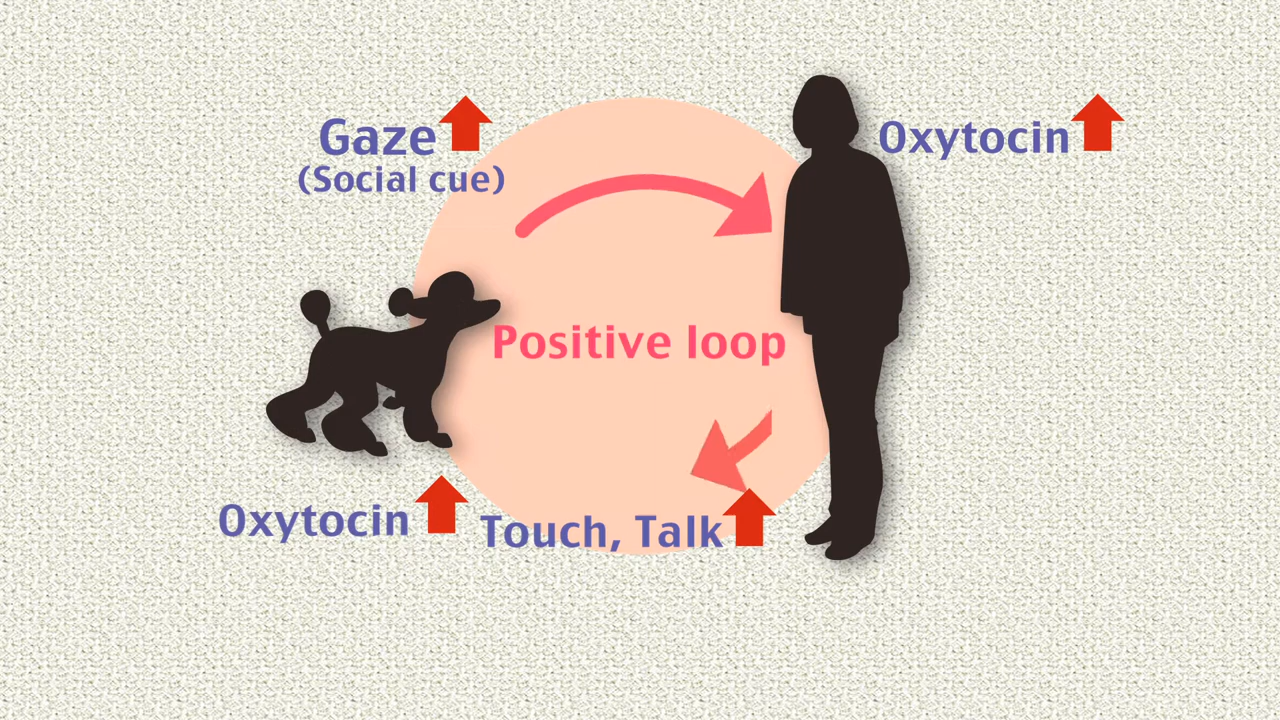 Gaze
(Social cue)
Oxytocin
Positive loop
Oxytocin
Touch, Talk